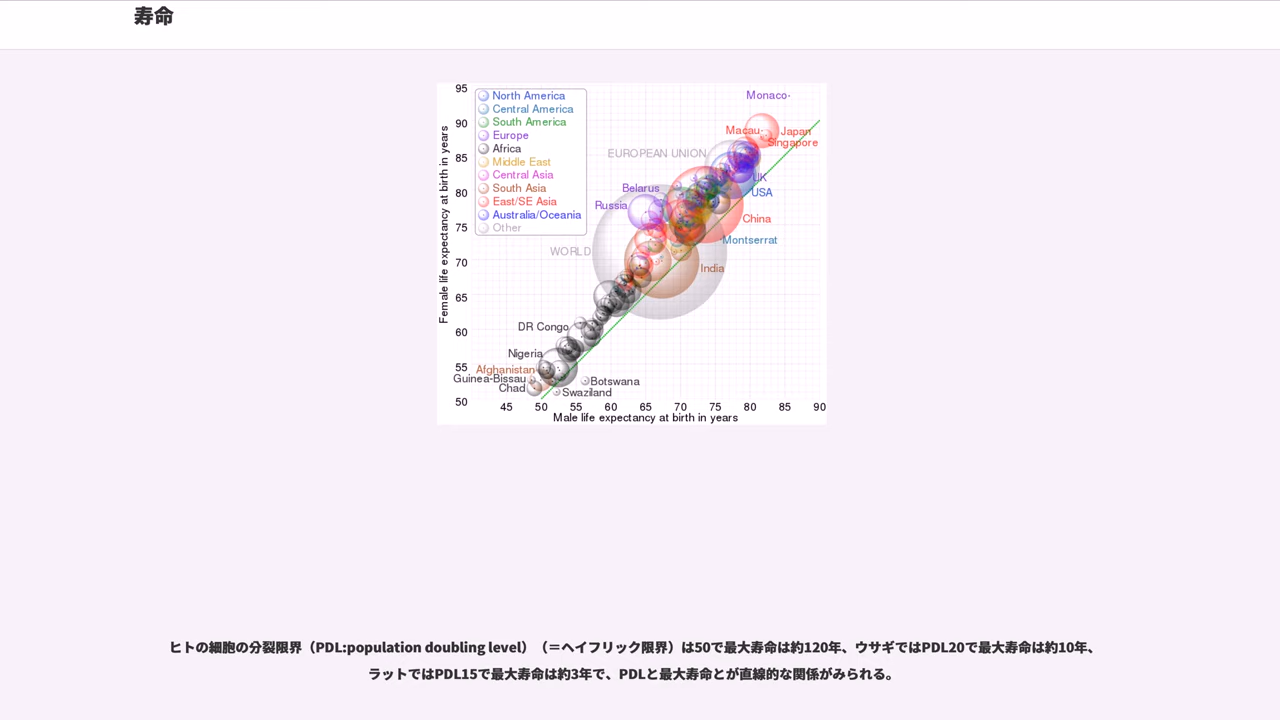 寿命
95
90
85
80
75
70
65
60
55
50
Female life expectancy at birth in years
North America
Central America
South America
Europe
Africa
Middle East
Central Asia
South Asia
East/SE Asia
Australia/Oceania
Other
Monaco
Macau
Japan
Singapore
EUROPEAN UNION
UK
Belarus
USA
Russia
China
Montserrat
WORLD
India
DR Congo
Nigeria
Afghanistan
Guinea-Bissau
Botswana
Chad
Swaziland
45 50 55 60 65 70 75 80 85 90
Male life expectancy at birth in years
ヒトの細胞の分裂限界（PDL:population doubling level）（＝ヘイフリック限界）は50で最大寿命は約120年、ウサギではPDL20で最大寿命は約10年、
ラットではPDL15で最大寿命は約3年で、PDLと最大寿命とが直線的な関係がみられる。